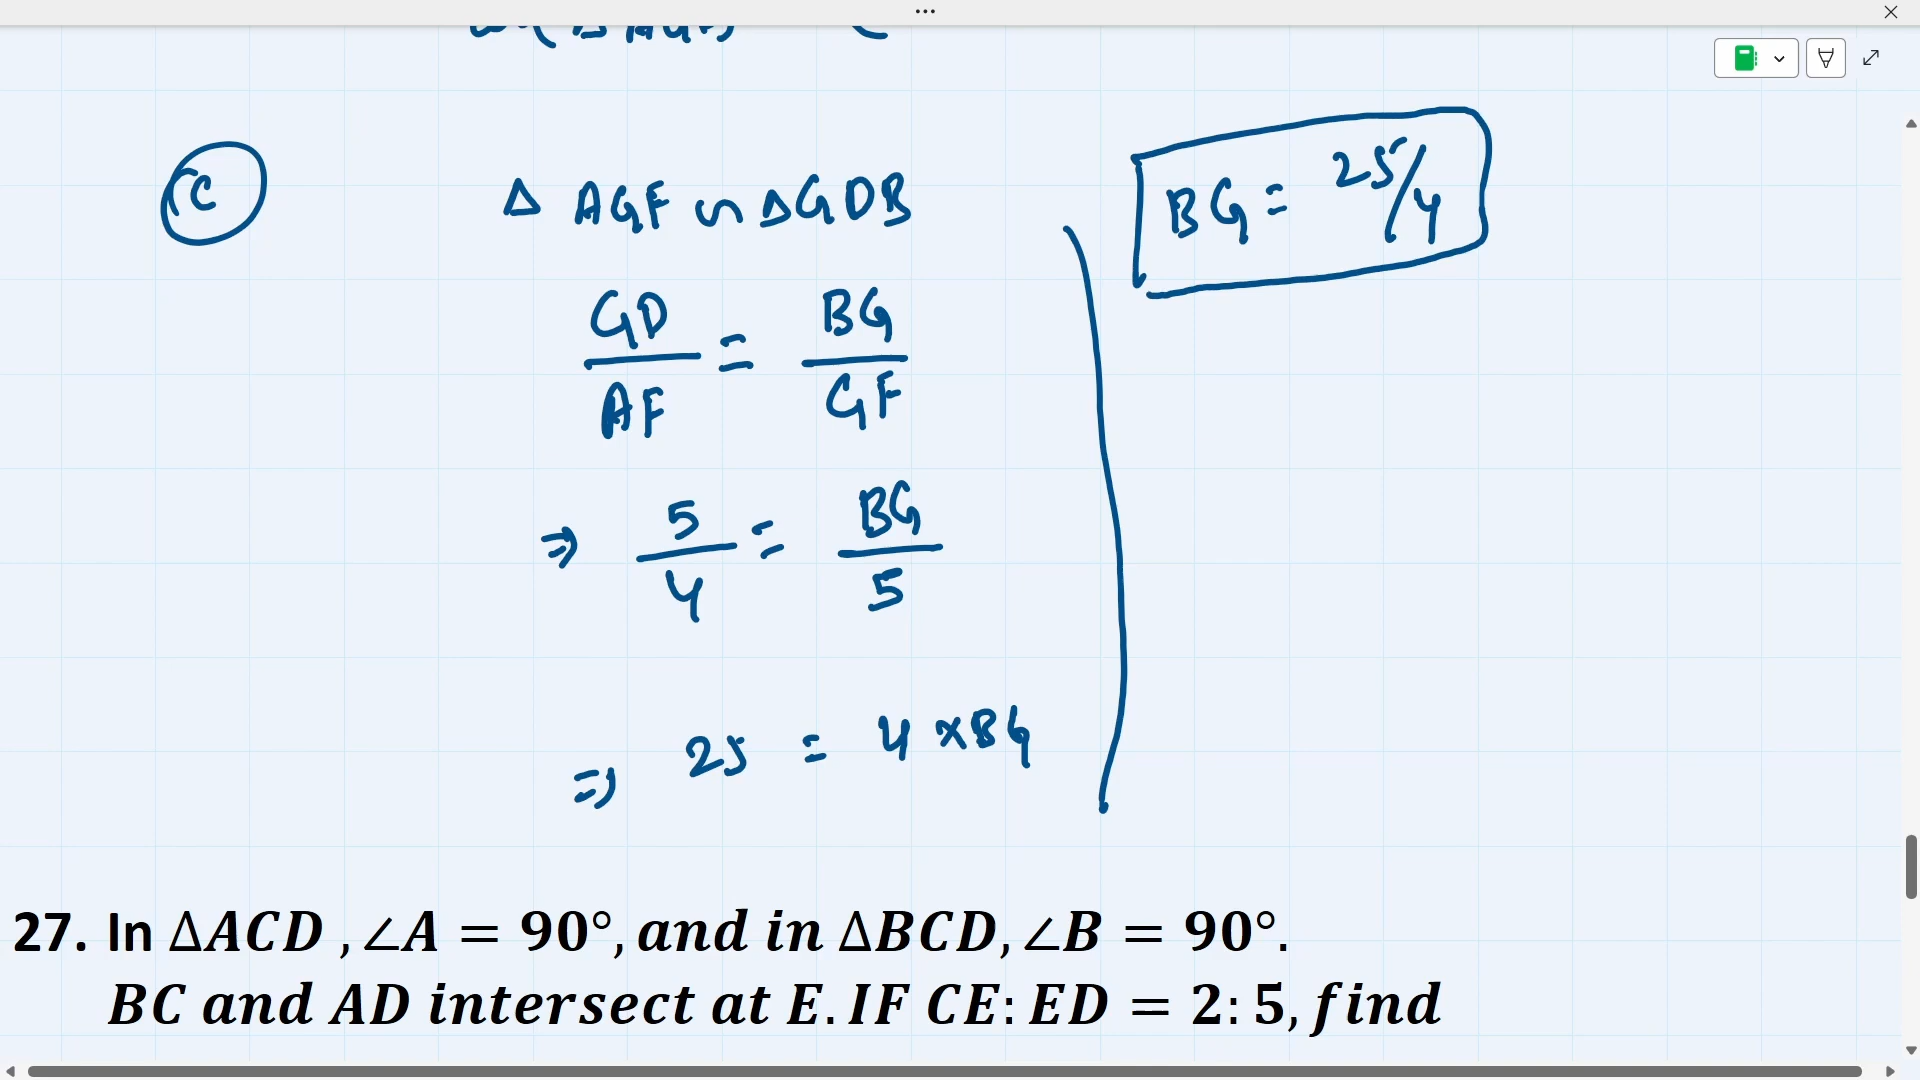 C
Δ AGF ∽ ΔGDB
GD/AF = BG/GF
⇒ 5/4 = BG/5
⇒ 25 = 4 × BG
BG = 25/4
27. In ΔACD , ∠A = 90°, and in ΔBCD, ∠B = 90°.
BC and AD intersect at E. IF CE: ED = 2: 5, find